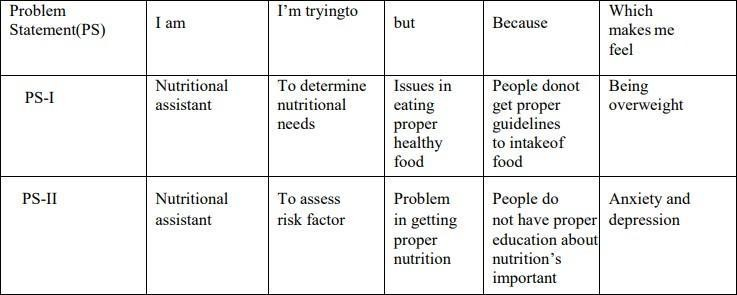 Problem
Statement(PS)
I am
I'm tryingto
but
Because
Which
makes me
feel
PS-I
Nutritional
assistant
To determine
nutritional
needs
Issues in
eating
proper
healthy
food
People donot
get proper
guidelines
to intakeof
food
Being
overweight
PS-II
Nutritional
assistant
To assess
risk factor
Problem
in getting
proper
nutrition
People do
not have proper
education about
nutrition's
important
Anxiety and
depression